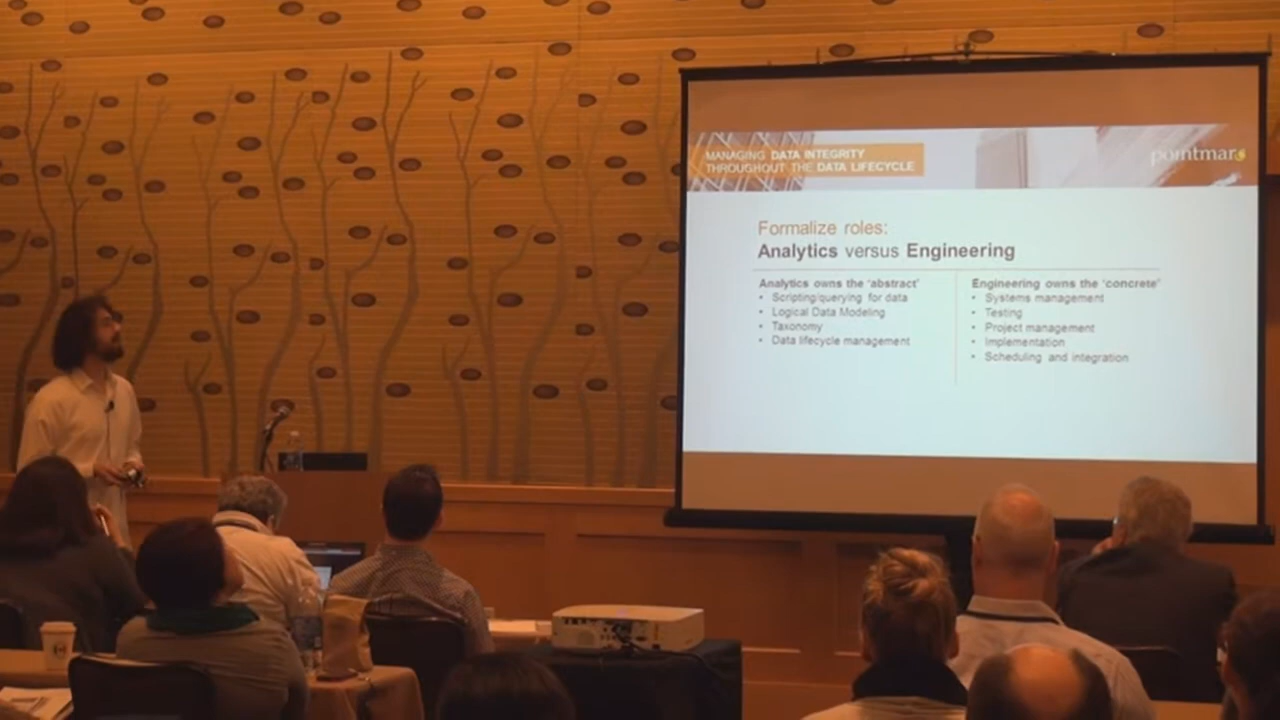 MANAGING DATA INTEGRITY
THROUGHOUT THE DATA LIFECYCLE
pointmarc
Formalize roles:
Analytics versus Engineering
Analytics owns the 'abstract'
• Scripting/querying for data
• Logical Data Modeling
• Taxonomy
• Data lifecycle management
Engineering owns the 'concrete'
• Systems management
• Testing
• Project management
• Implementation
• Scheduling and integration